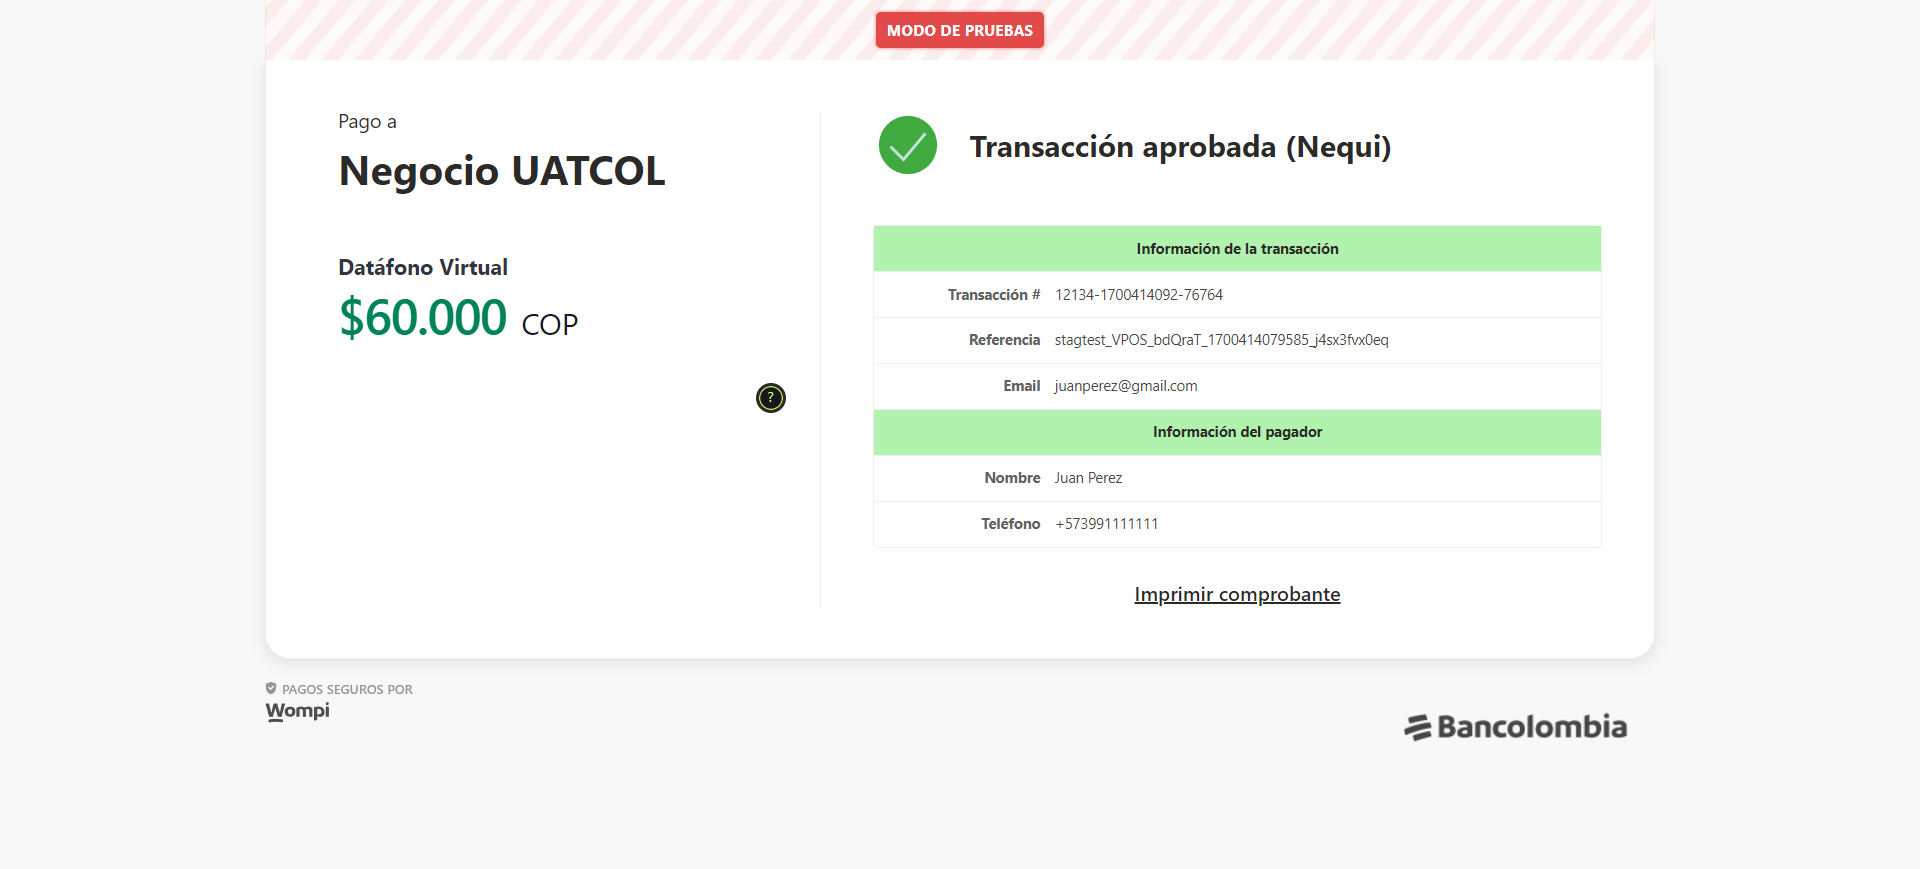 MODO DE PRUEBAS
Pago a
Negocio UATCOL
Datáfono Virtual
$60.000 COP
?
Transacción aprobada (Nequi)
Información de la transacción
Transacción # 12134-1700414092-76764
Referencia stagtest_VPOS_bdQraT_1700414079585_j4sx3fvx0eq
Email juanperez@gmail.com
Información del pagador
Nombre Juan Perez
Teléfono +573991111111
Imprimir comprobante
PAGOS SEGUROS POR
Wompi
Bancolombia